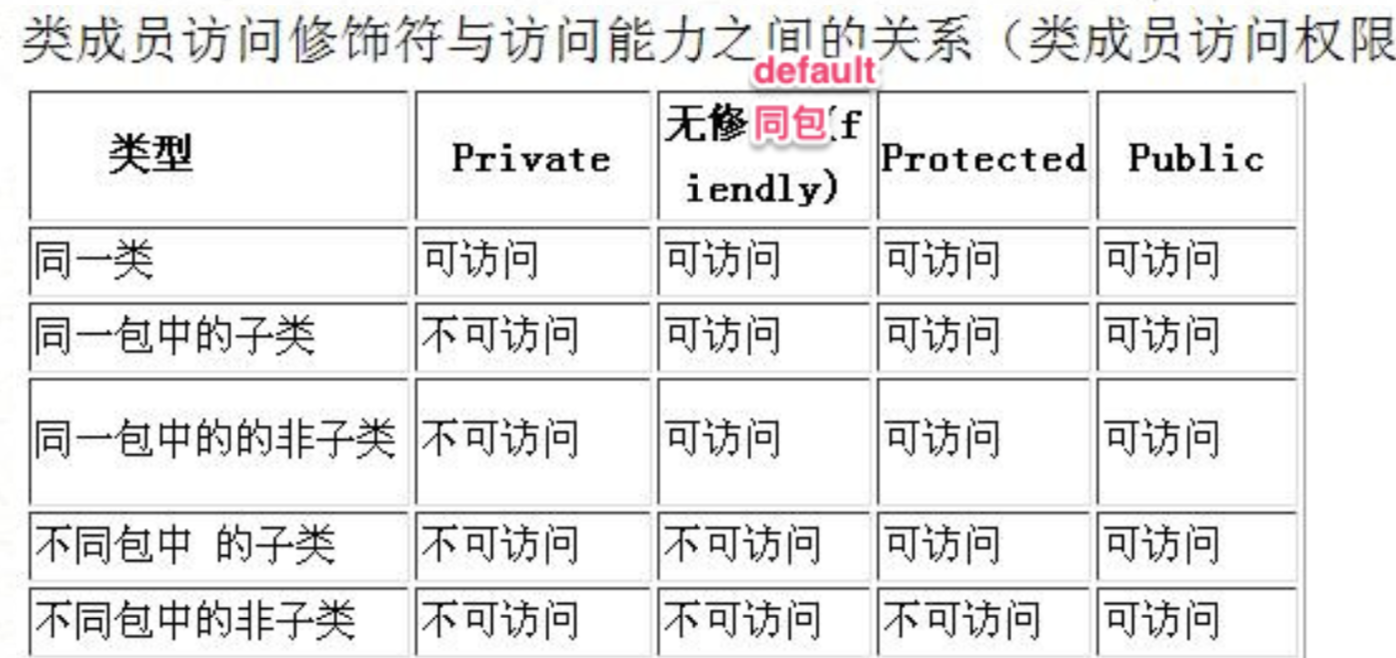 类成员访问修饰符与访问能力之间的关系（类成员访问权限
default
类型 Private 无修 同包(f Protected Public
iendly)
同一类 可访问 可访问 可访问 可访问
同一包中的子类 不可访问 可访问 可访问 可访问
同一包中的的非子类 不可访问 可访问 可访问 可访问
不同包中 的子类 不可访问 不可访问 可访问 可访问
不同包中的非子类 不可访问 不可访问 不可访问 可访问